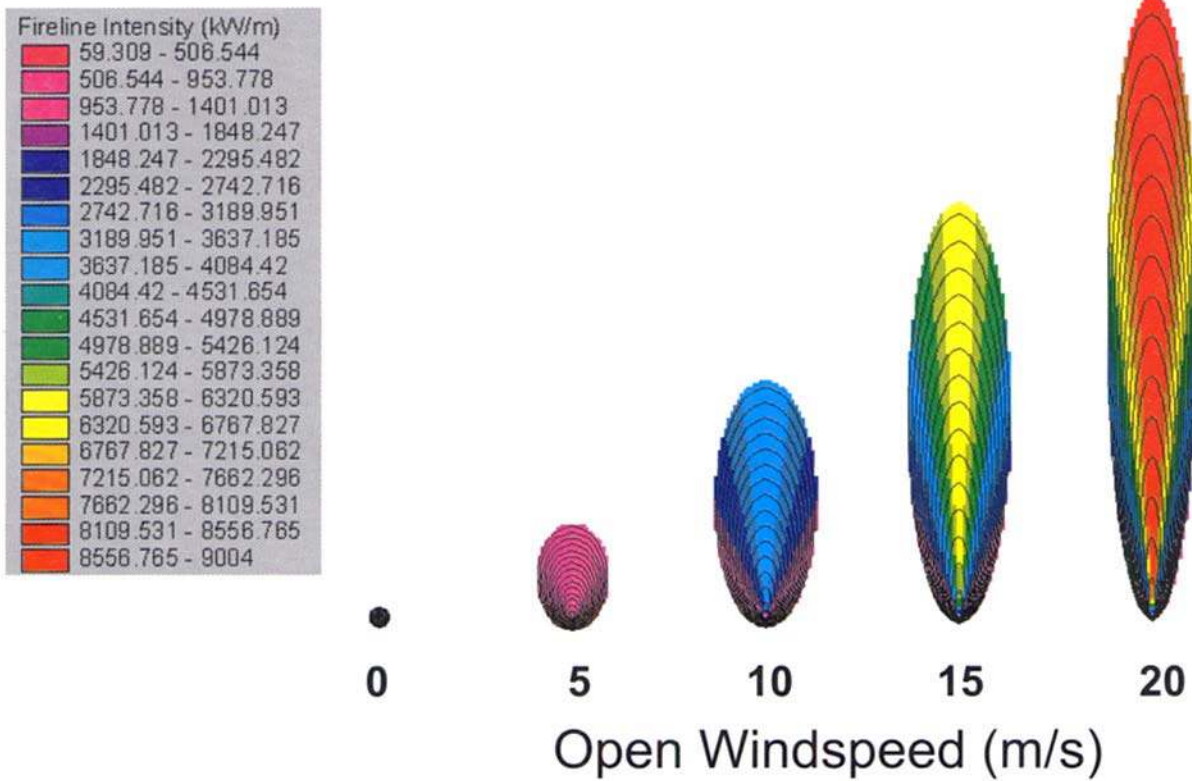 Fireline Intensity (kW/m)
59.309 - 506.544
506.544 - 953.778
953.778 - 1401.013
1401.013 - 1848.247
1848.247 - 2295.482
2295.482 - 2742.716
2742.716 - 3189.951
3189.951 - 3637.185
3637.185 - 4084.42
4084.42 - 4531.654
4531.654 - 4978.889
4978.889 - 5426.124
5426.124 - 5873.358
5873.358 - 6320.593
6320.593 - 6767.827
6767.827 - 7215.062
7215.062 - 7662.296
7662.296 - 8109.531
8109.531 - 8556.765
8556.765 - 9004
0 5 10 15 20
Open Windspeed (m/s)